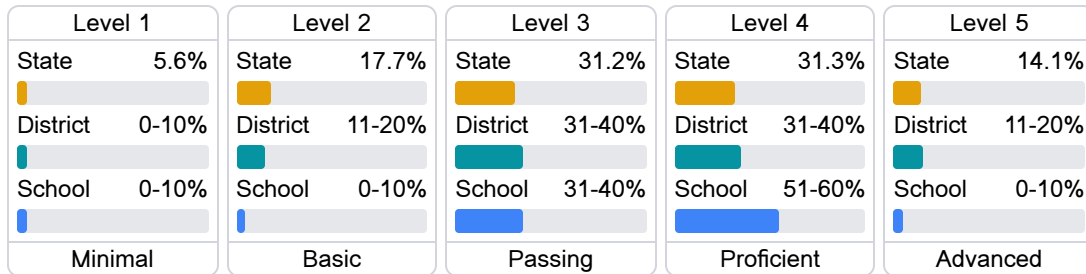 Level 1
State 5.6%
District 0-10%
School 0-10%
Minimal
Level 2
State 17.7%
District 11-20%
School 0-10%
Basic
Level 3
State 31.2%
District 31-40%
School 31-40%
Passing
Level 4
State 31.3%
District 31-40%
School 51-60%
Proficient
Level 5
State 14.1%
District 11-20%
School 0-10%
Advanced